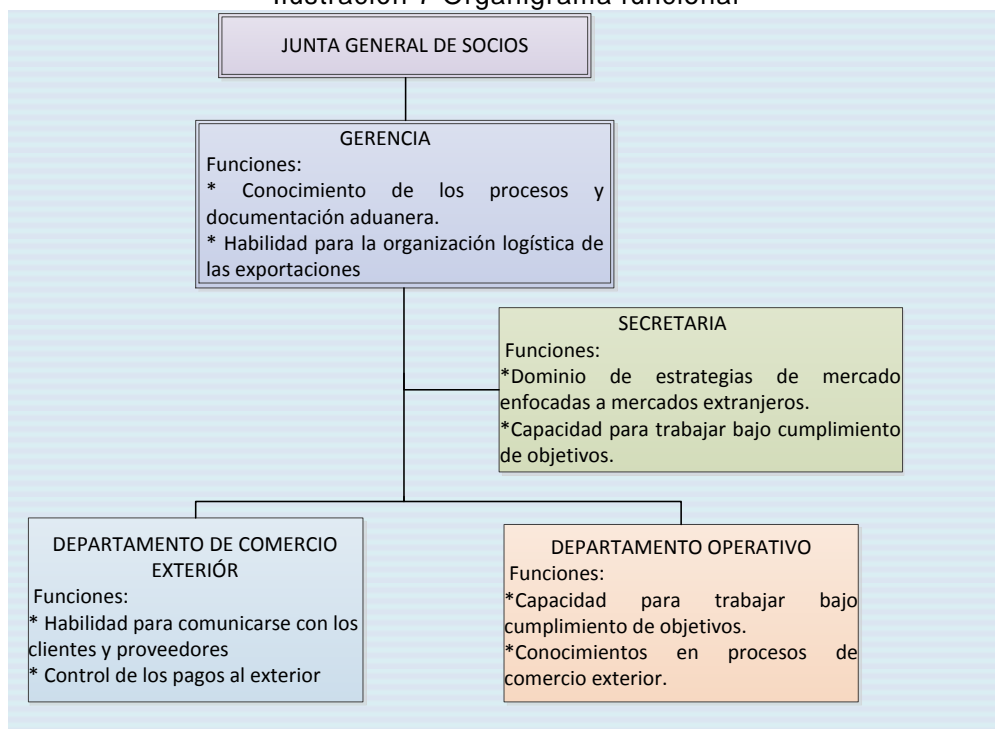 Ilustración 7 Organigrama funcional
JUNTA GENERAL DE SOCIOS
GERENCIA
Funciones:
* Conocimiento de los procesos y
documentación aduanera.
* Habilidad para la organización logística de
las exportaciones
SECRETARIA
Funciones:
*Dominio de estrategias de mercado
enfocadas a mercados extranjeros.
*Capacidad para trabajar bajo cumplimiento
de objetivos.
DEPARTAMENTO DE COMERCIO
EXTERIÓR
Funciones:
* Habilidad para comunicarse con los
clientes y proveedores
* Control de los pagos al exterior
DEPARTAMENTO OPERATIVO
Funciones:
*Capacidad para trabajar bajo
cumplimiento de objetivos.
*Conocimientos en procesos de
comercio exterior.